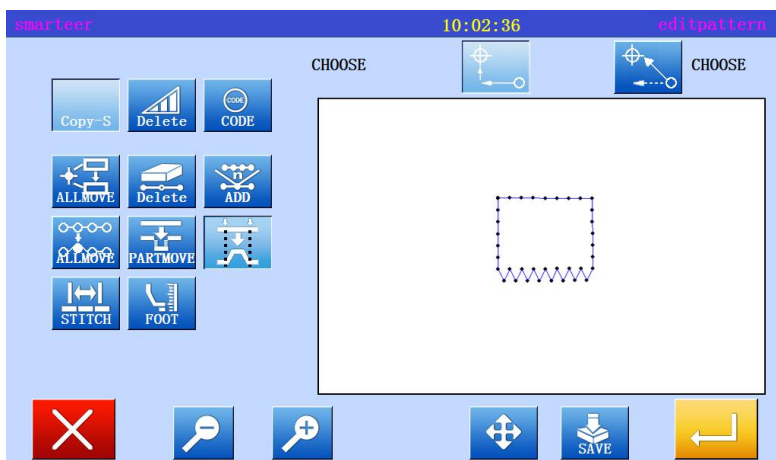 smarteer 10:02:36 editpattern
CHOOSE CHOOSE
Copy-S Delete CODE CODE
ALLMOVE Delete n ADD
ALLMOVE PARTMOVE
STITCH FOOT
SAVE